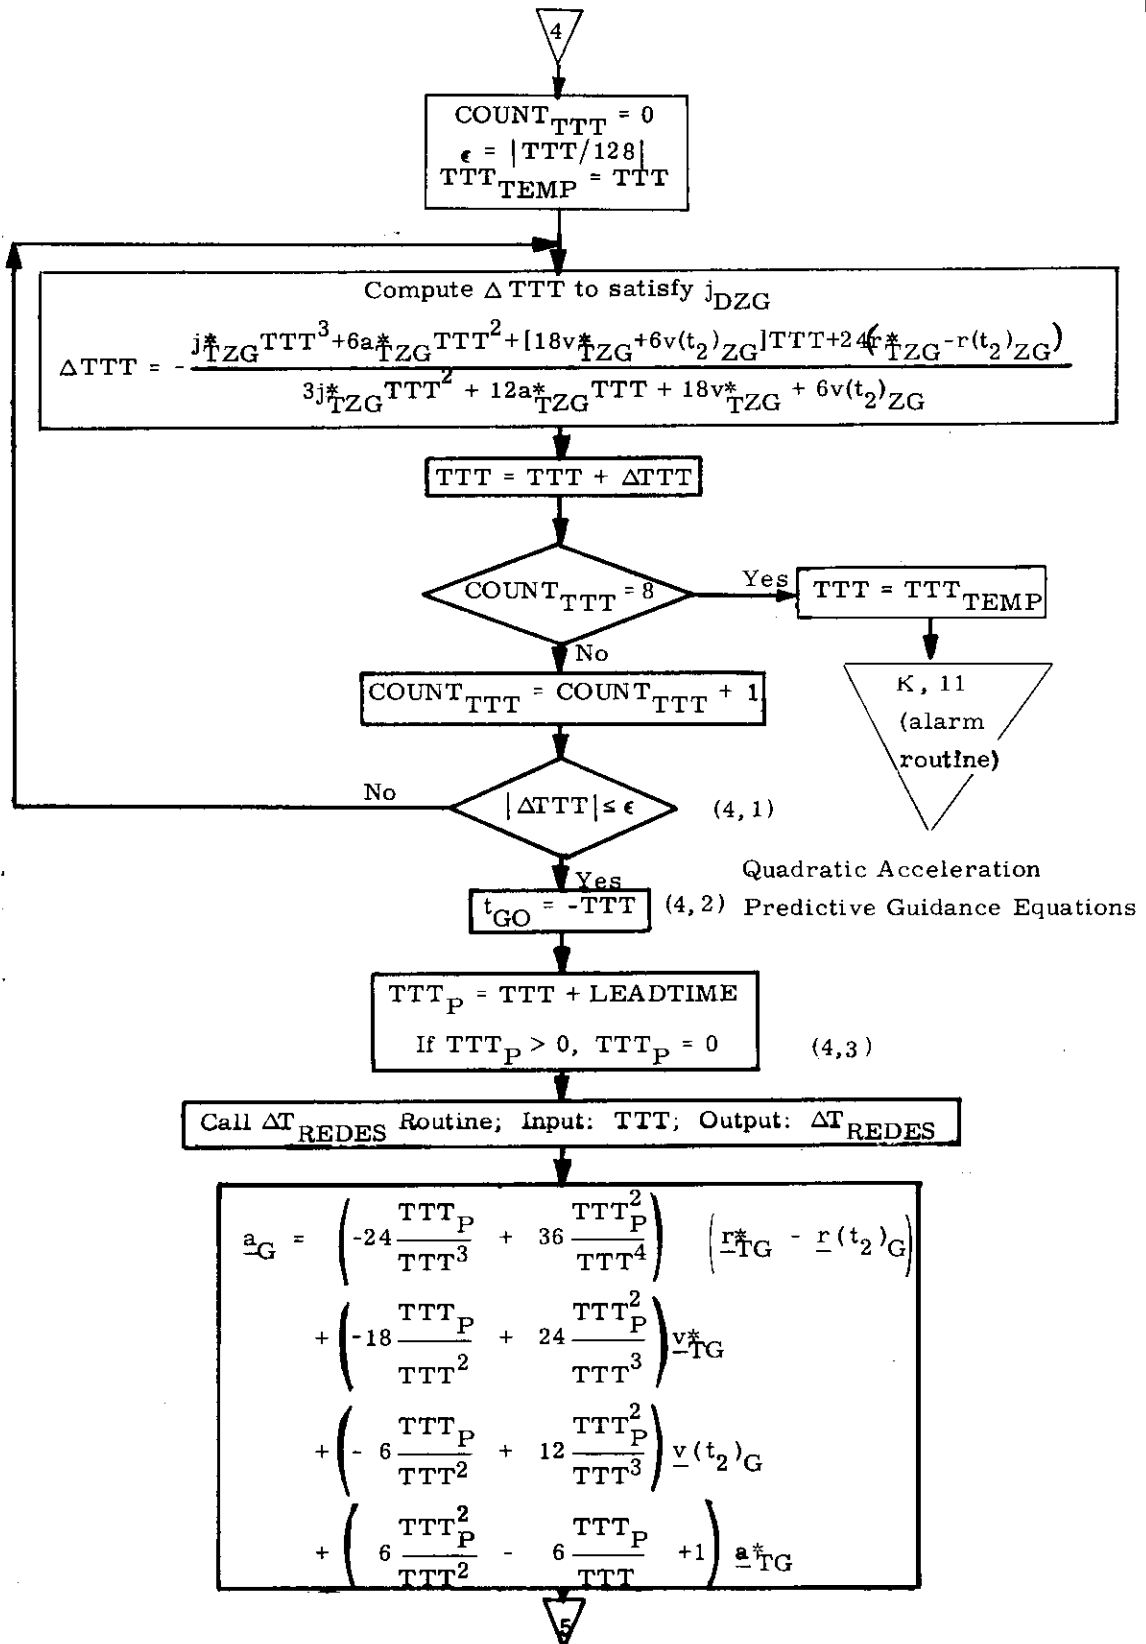 4
COUNT_TTT = 0
ϵ = |TTT/128|
TTT_TEMP = TTT
Compute Δ TTT to satisfy j_DZG
ΔTTT = - (j*_TZG TTT^3 + 6a*_TZG TTT^2 + [18v*_TZG + 6v(t_2)_ZG] TTT + 24(r*_TZG - r(t_2)_ZG)) / (3j*_TZG TTT^2 + 12a*_TZG TTT + 18v*_TZG + 6v(t_2)_ZG)
TTT = TTT + ΔTTT
COUNT_TTT = 8
Yes
TTT = TTT_TEMP
No
K, 11
(alarm
routine)
COUNT_TTT = COUNT_TTT + 1
No
|ΔTTT| ≤ ϵ
(4,1)
Yes
Quadratic Acceleration
t_GO = -TTT
(4,2) Predictive Guidance Equations
TTT_P = TTT + LEADTIME
If TTT_P > 0, TTT_P = 0
(4,3)
Call ΔT_REDES Routine; Input: TTT; Output: ΔT_REDES
a_G = (-24 TTT_P / TTT^3 + 36 TTT_P^2 / TTT^4) (r*_TG - r(t_2)_G)
+ (-18 TTT_P / TTT^2 + 24 TTT_P^2 / TTT^3) v*_TG
+ (- 6 TTT_P / TTT^2 + 12 TTT_P^2 / TTT^3) v(t_2)_G
+ (6 TTT_P^2 / TTT^2 - 6 TTT_P / TTT +1) a*_TG
5